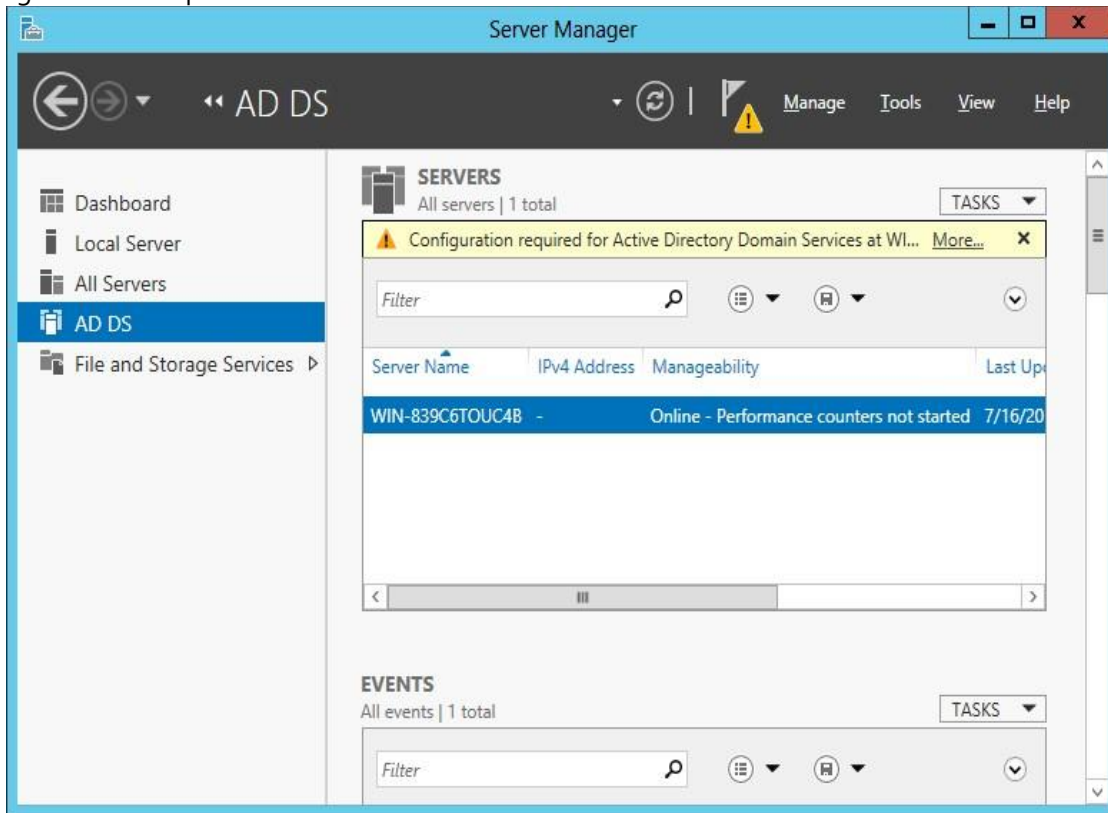 Server Manager
AD DS
Manage Tools View Help
Dashboard
Local Server
All Servers
AD DS
File and Storage Services
SERVERS
All servers | 1 total
TASKS
Configuration required for Active Directory Domain Services at WI... More...
Filter
Server Name IPv4 Address Manageability Last Upd
WIN-839C6TOUC4B - Online - Performance counters not started 7/16/20
EVENTS
All events | 1 total
TASKS
Filter